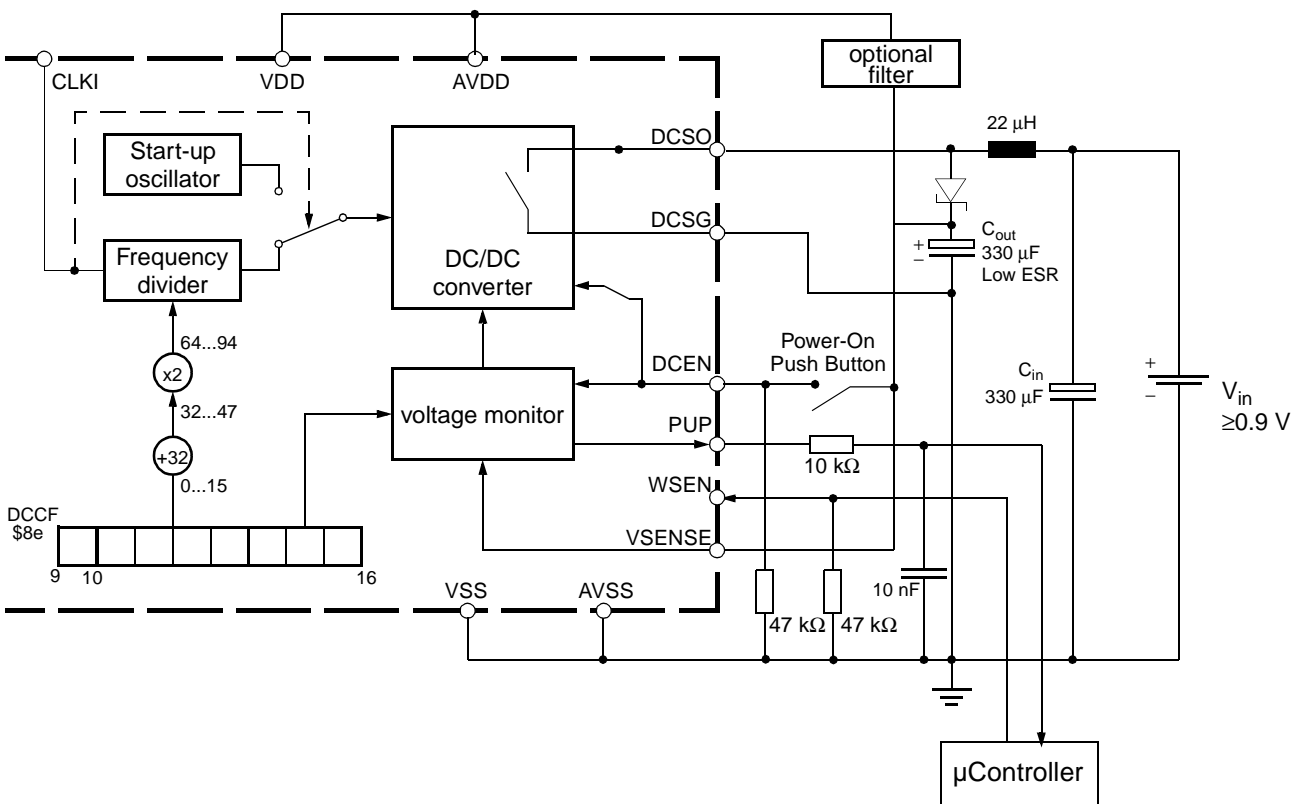 CLKI
VDD
AVDD
optional
filter
Start-up
oscillator
DCSO
22 µH
DCSG
Frequency
divider
DC/DC
converter
+
−
Cout
330 µF
Low ESR
64...94
x2
Power-On
Push Button
DCEN
Cin
330 µF
+
−
Vin
≥0.9 V
32...47
voltage monitor
PUP
+32
10 kΩ
0...15
WSEN
DCCF
$8e
VSENSE
9
10
16
VSS
AVSS
10 nF
47 kΩ
47 kΩ
µController